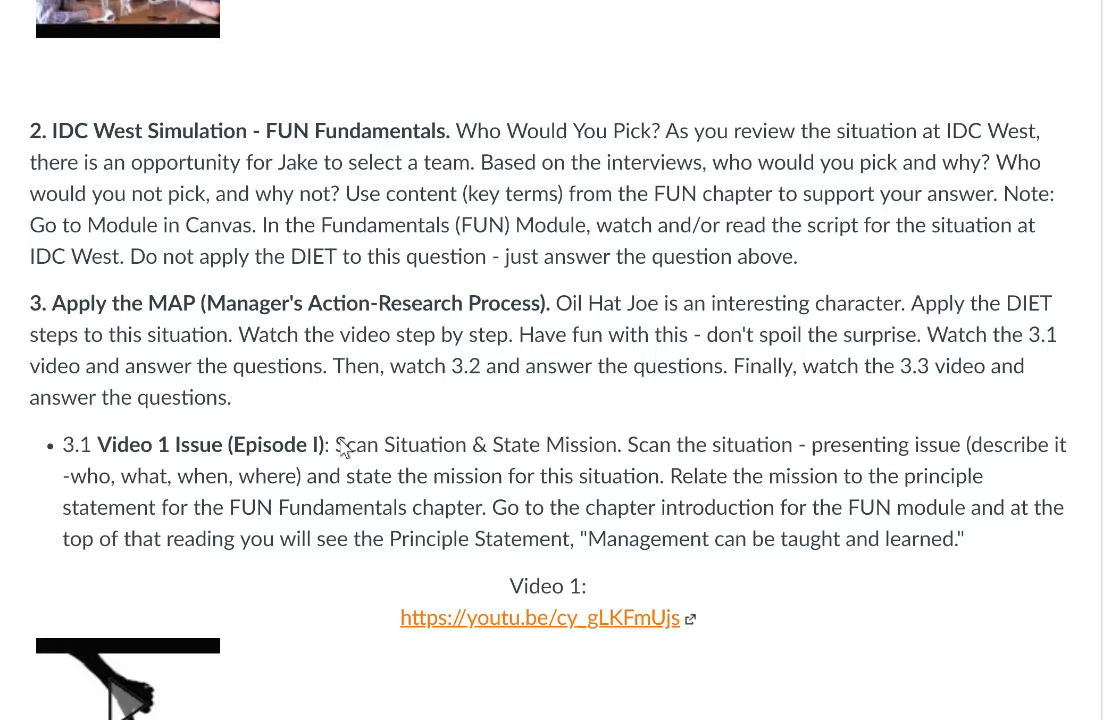 2. IDC West Simulation - FUN Fundamentals. Who Would You Pick? As you review the situation at IDC West,
there is an opportunity for Jake to select a team. Based on the interviews, who would you pick and why? Who
would you not pick, and why not? Use content (key terms) from the FUN chapter to support your answer. Note:
Go to Module in Canvas. In the Fundamentals (FUN) Module, watch and/or read the script for the situation at
IDC West. Do not apply the DIET to this question - just answer the question above.
3. Apply the MAP (Manager's Action-Research Process). Oil Hat Joe is an interesting character. Apply the DIET
steps to this situation. Watch the video step by step. Have fun with this - don't spoil the surprise. Watch the 3.1
video and answer the questions. Then, watch 3.2 and answer the questions. Finally, watch the 3.3 video and
answer the questions.
• 3.1 Video 1 Issue (Episode I): Scan Situation & State Mission. Scan the situation - presenting issue (describe it
-who, what, when, where) and state the mission for this situation. Relate the mission to the principle
statement for the FUN Fundamentals chapter. Go to the chapter introduction for the FUN module and at the
top of that reading you will see the Principle Statement, "Management can be taught and learned."
Video 1:
https://youtu.be/cy_gLKFmUjs